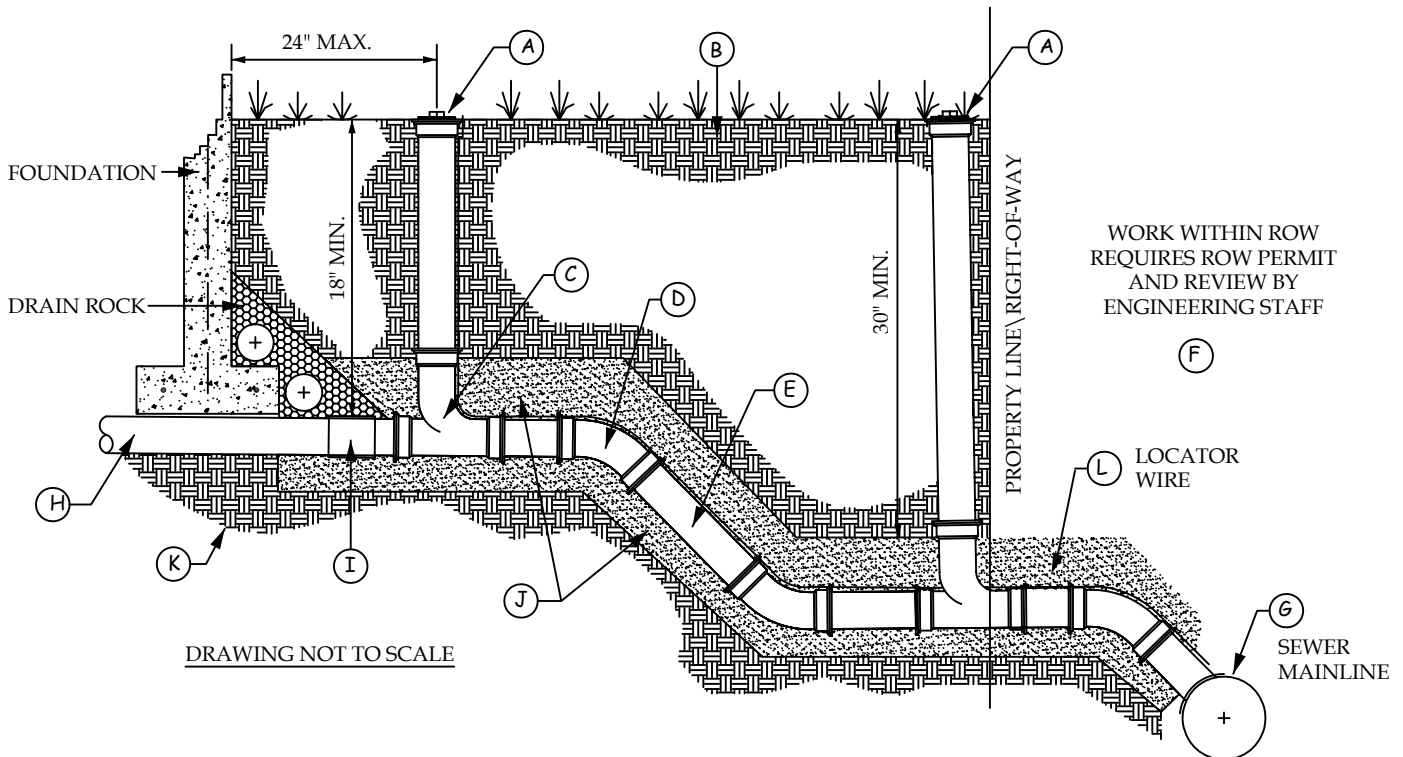 24" MAX.
A
B
A
FOUNDATION
18" MIN.
DRAIN ROCK
C
D
E
30" MIN.
PROPERTY LINE\ RIGHT-OF-WAY
WORK WITHIN ROW
REQUIRES ROW PERMIT
AND REVIEW BY
ENGINEERING STAFF
F
L
LOCATOR
WIRE
H
K
I
J
G
SEWER
MAINLINE
DRAWING NOT TO SCALE